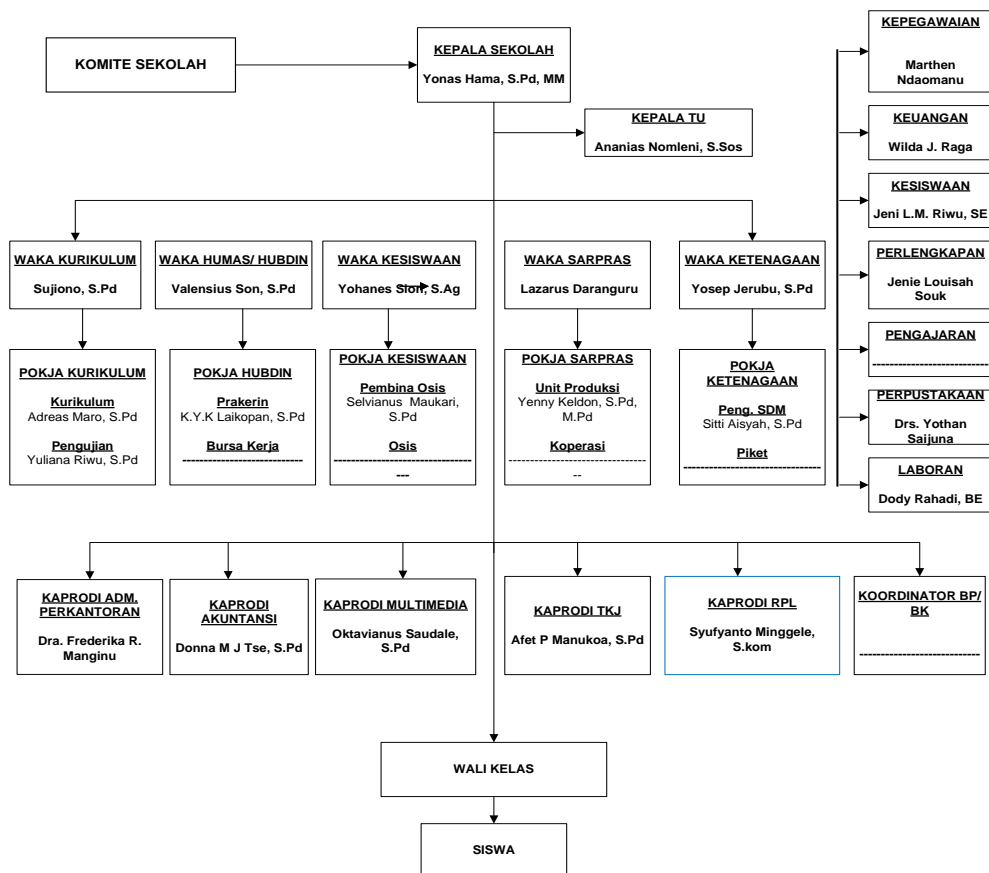 KOMITE SEKOLAH
KEPALA SEKOLAH
Yonas Hama, S.Pd, MM
KEPALA TU
Ananias Nomleni, S.Sos
KEPEGAWAIAN
Marthen
Ndaomanu
KEUANGAN
Wilda J. Raga
KESISWAAN
Jeni L.M. Riwu, SE
PERLENGKAPAN
Jenie Louisah
Souk
PENGAJARAN
----------------------------
PERPUSTAKAAN
Drs. Yothan
Saijuna
LABORAN
Dody Rahadi, BE
WAKA KURIKULUM
Sujiono, S.Pd
WAKA HUMAS/ HUBDIN
Valensius Son, S.Pd
WAKA KESISWAAN
Yohanes Sion, S.Ag
WAKA SARPRAS
Lazarus Daranguru
WAKA KETENAGAAN
Yosep Jerubu, S.Pd
POKJA KURIKULUM
Kurikulum
Adreas Maro, S.Pd
Pengujian
Yuliana Riwu, S.Pd
POKJA HUBDIN
Prakerin
K.Y.K Laikopan, S.Pd
Bursa Kerja
----------------------------
POKJA KESISWAAN
Pembina Osis
Selvianus Maukari,
S.Pd
Osis
--------------------------------
---
POKJA SARPRAS
Unit Produksi
Yenny Keldon, S.Pd,
M.Pd
Koperasi
--------------------------------
--
POKJA
KETENAGAAN
Peng. SDM
Sitti Aisyah, S.Pd
Piket
--------------------------------
KAPRODI ADM.
PERKANTORAN
Dra. Frederika R.
Manginu
KAPRODI
AKUNTANSI
Donna M J Tse, S.Pd
KAPRODI MULTIMEDIA
Oktavianus Saudale,
S.Pd
KAPRODI TKJ
Afet P Manukoa, S.Pd
KAPRODI RPL
Syufyanto Minggele,
S.kom
KOORDINATOR BP/
BK
----------------------------
WALI KELAS
SISWA